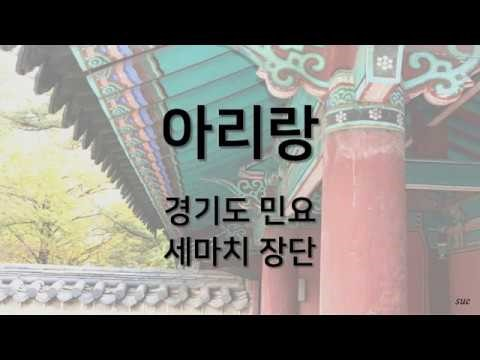 아리랑
경기도 민요
세마치 장단
suc